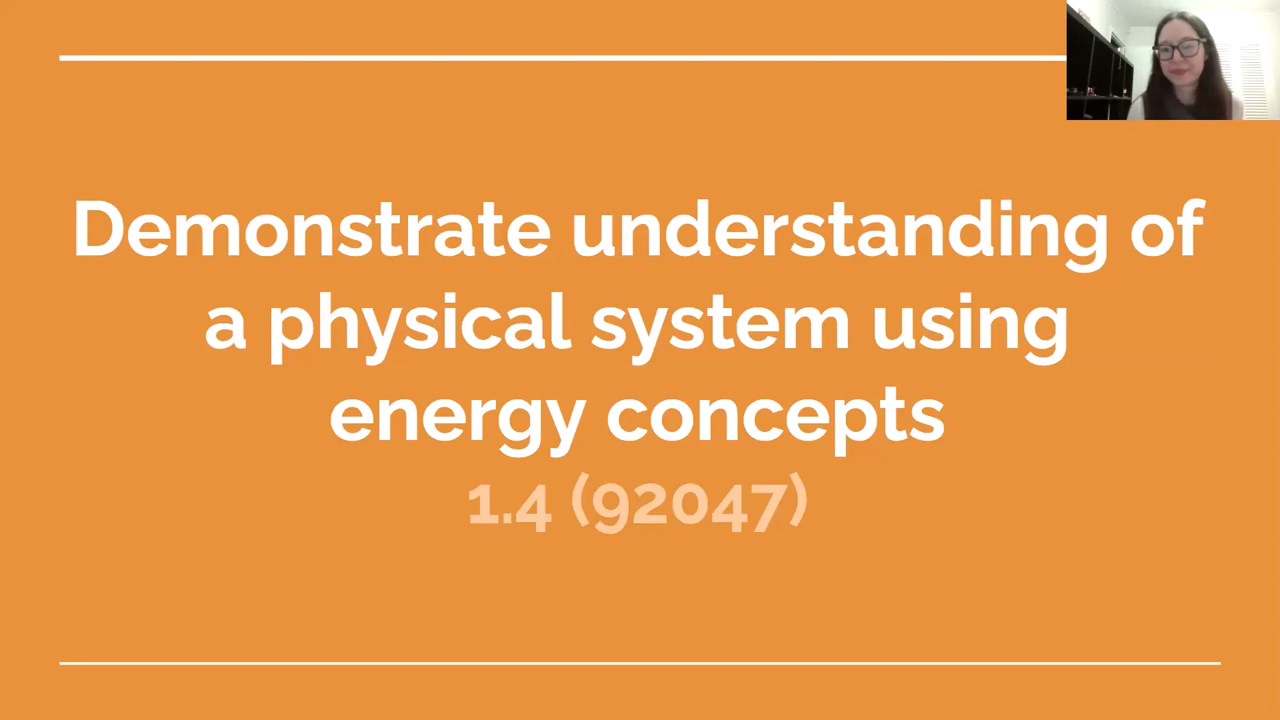 Demonstrate understanding of
a physical system using
energy concepts
1.4 (92047)